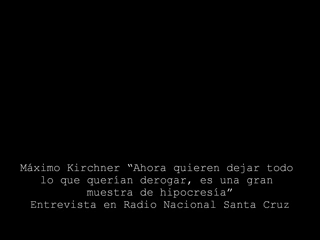 Máximo Kirchner “Ahora quieren dejar todo
lo que querían derogar, es una gran
muestra de hipocresía”
Entrevista en Radio Nacional Santa Cruz